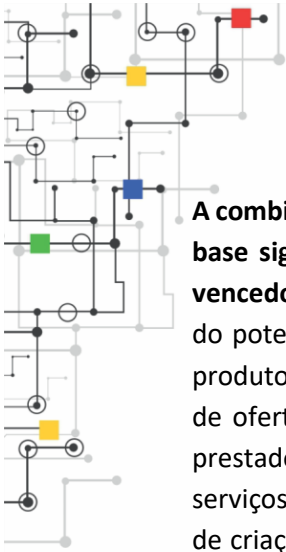 A combi
base sig
vencedo
do pote
produto
de ofert
prestado
serviços
de criaç